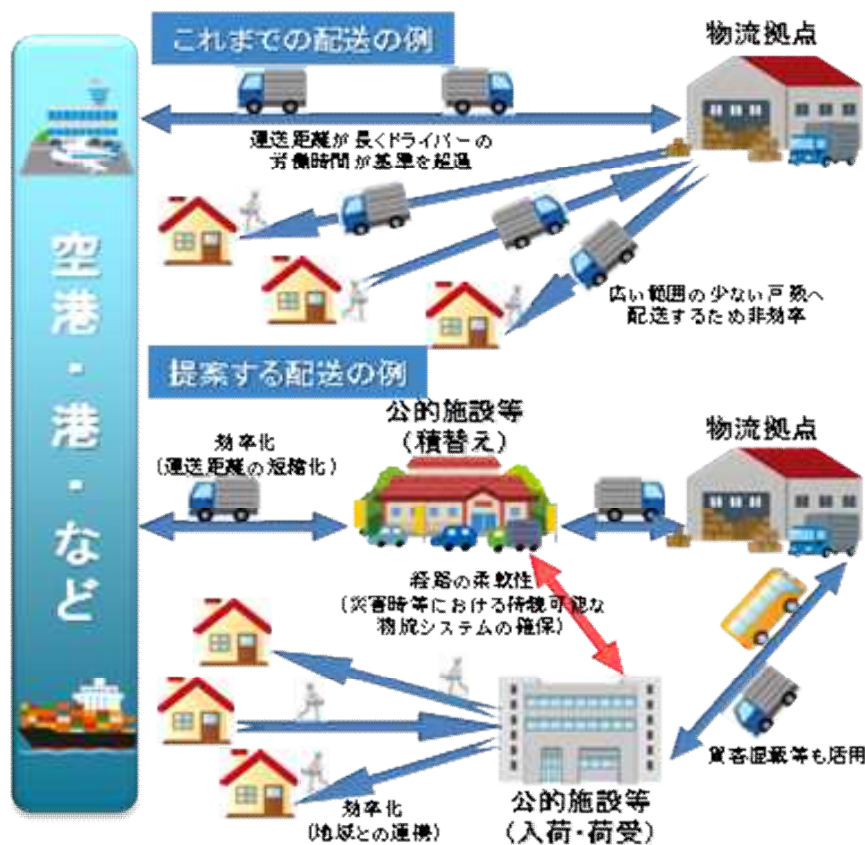 これまでの配送の例
物流拠点
運送距離が長くドライバーの
労働時間が基準を超過
広い範囲の少ない戸数へ
配送するため非効率
空港・港・など
提案する配送の例
公的施設等
(積替え)
物流拠点
効率化
(運送距離の短縮化)
経路の柔軟性
(災害時等における待機可能な
物流システムの確保)
貨客混載等も活用
効率化
(地域との連携)
公的施設等
(入荷・荷受)